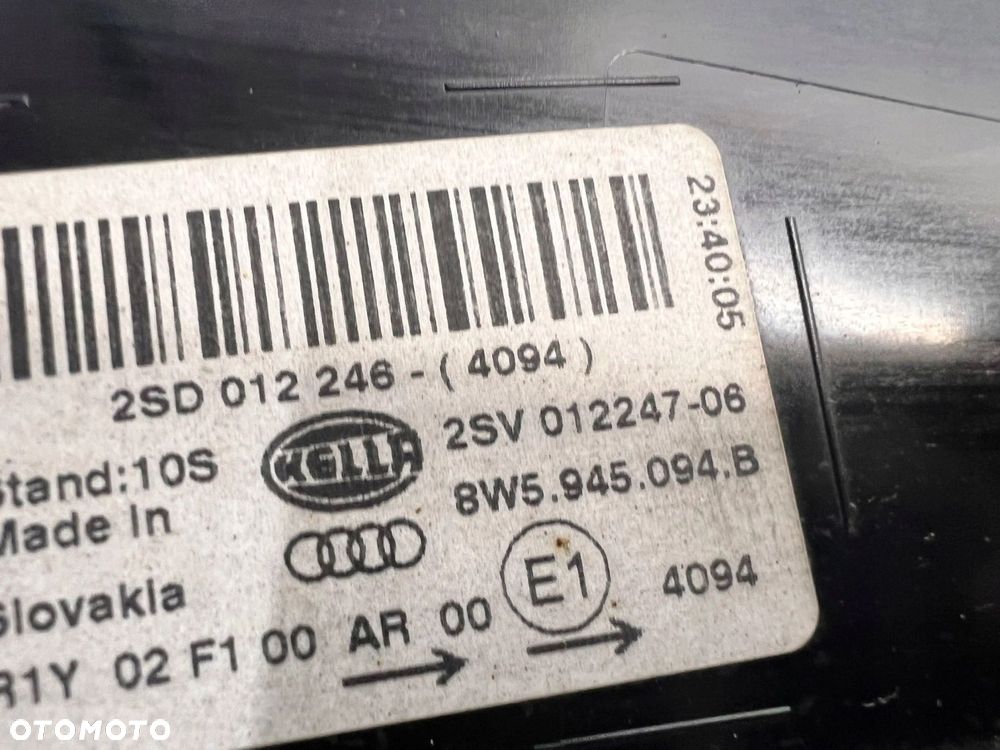 23:40:05
2SD 012 246 - ( 4094 )
HELLA 2SV 012247-06
Stand:10S 8W5.945.094.B
Made in
Slovakia E1 4094
R1Y 02 F1 00 AR 00
OTOMOTO